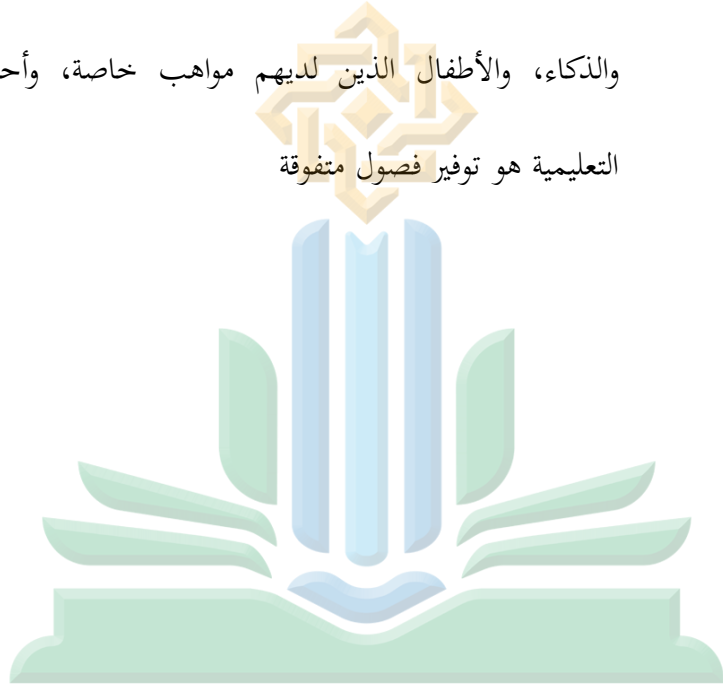 والذكاء، والأطفال الذين لديهم مواهب خاصة،
التعليمية هو توفير فصول متفوقة